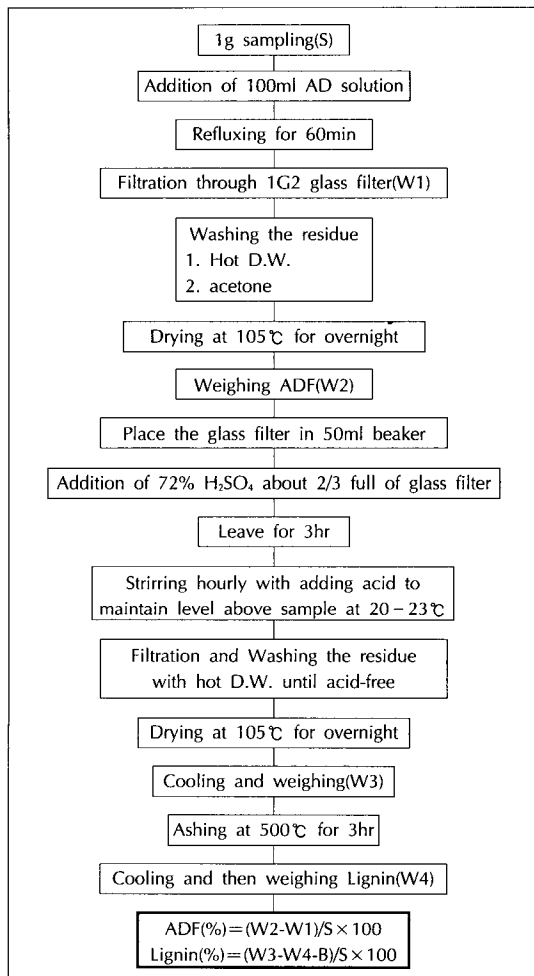 1g sampling(S)
Addition of 100ml AD solution
Refluxing for 60min
Filtration through 1G2 glass filter(W1)
Washing the residue
1. Hot D.W.
2. acetone
Drying at 105℃ for overnight
Weighing ADF(W2)
Place the glass filter in 50ml beaker
Addition of 72% H₂SO₄ about 2/3 full of glass filter
Leave for 3hr
Strirring hourly with adding acid to
maintain level above sample at 20-23℃
Filtration and Washing the residue
with hot D.W. until acid-free
Drying at 105℃ for overnight
Cooling and weighing(W3)
Ashing at 500℃ for 3hr
Cooling and then weighing Lignin(W4)
ADF(%)=(W2-W1)/S×100
Lignin(%)=(W3-W4-B)/S×100